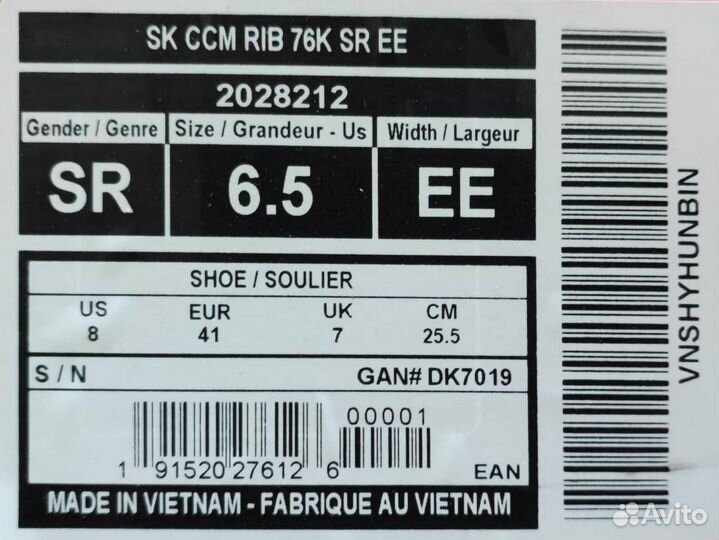 SK CCM RIB 76K SR EE
2028212
Gender / Genre Size / Grandeur - Us Width / Largeur
SR 6.5 EE
SHOE / SOULIER
US EUR UK CM
8 41 7 25.5
S / N GAN# DK7019
00001
1 91520 27612 6 EAN
MADE IN VIETNAM - FABRIQUE AU VIETNAM
VNSHYHUNBIN
Avito